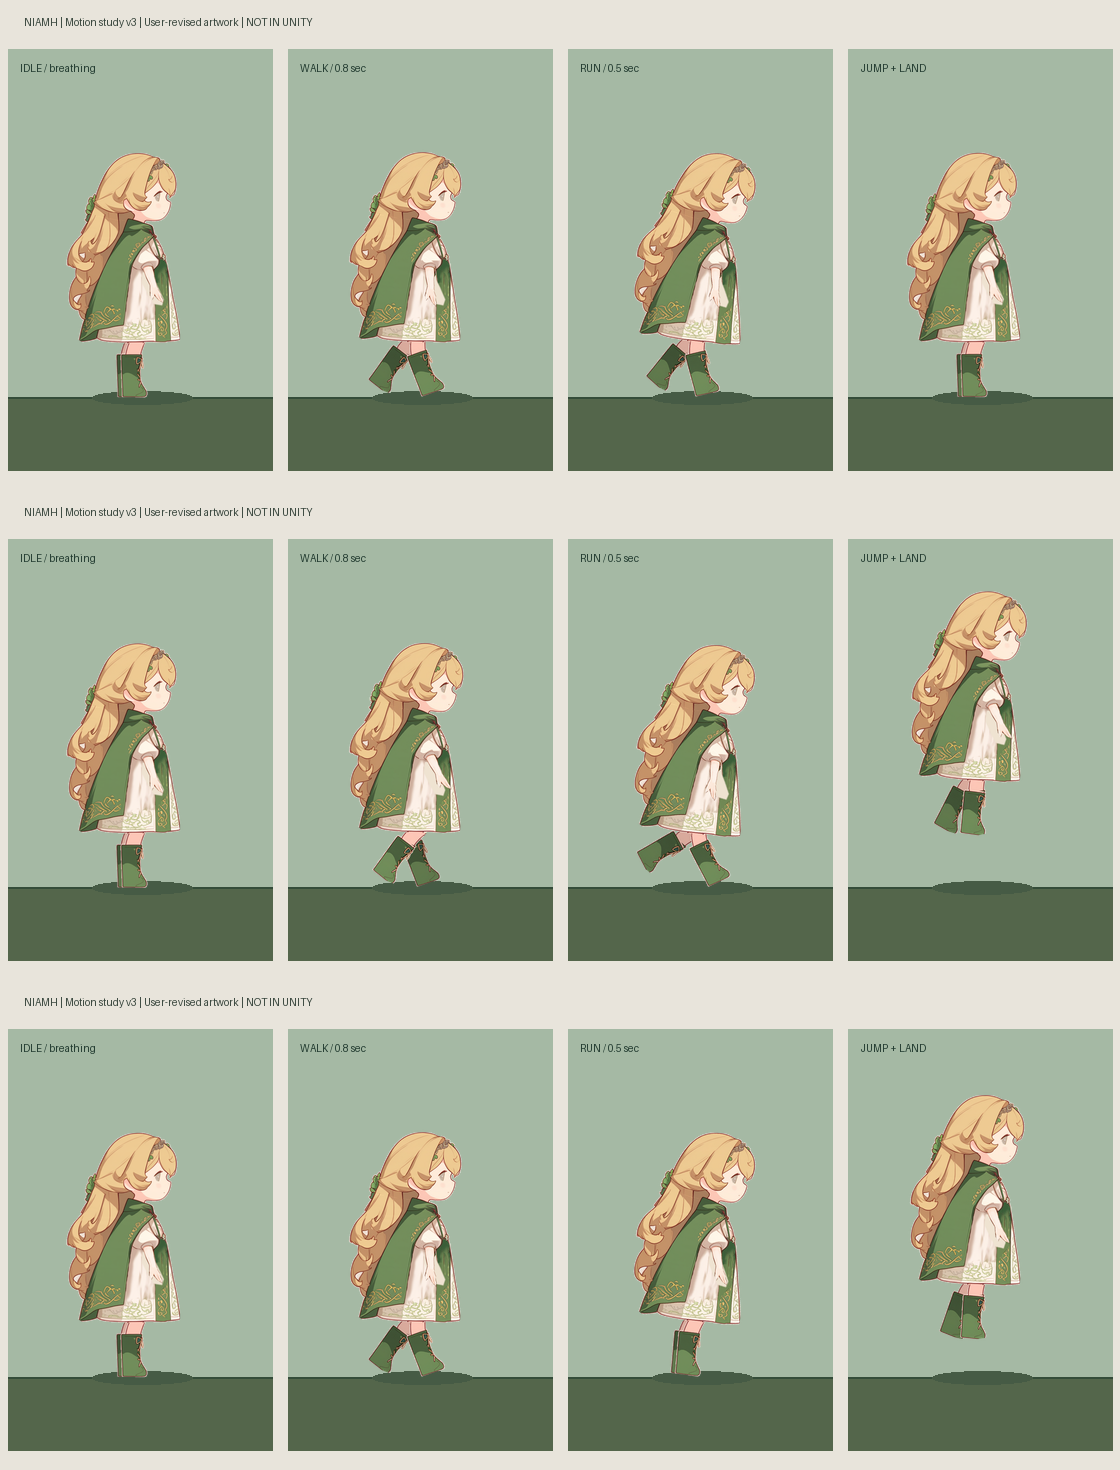 NIAMH | Motion study v3 | User-revised artwork | NOT IN UNITY
IDLE / breathing
WALK / 0.8 sec
RUN / 0.5 sec
JUMP + LAND
NIAMH | Motion study v3 | User-revised artwork | NOT IN UNITY
IDLE / breathing
WALK / 0.8 sec
RUN / 0.5 sec
JUMP + LAND
NIAMH | Motion study v3 | User-revised artwork | NOT IN UNITY
IDLE / breathing
WALK / 0.8 sec
RUN / 0.5 sec
JUMP + LAND